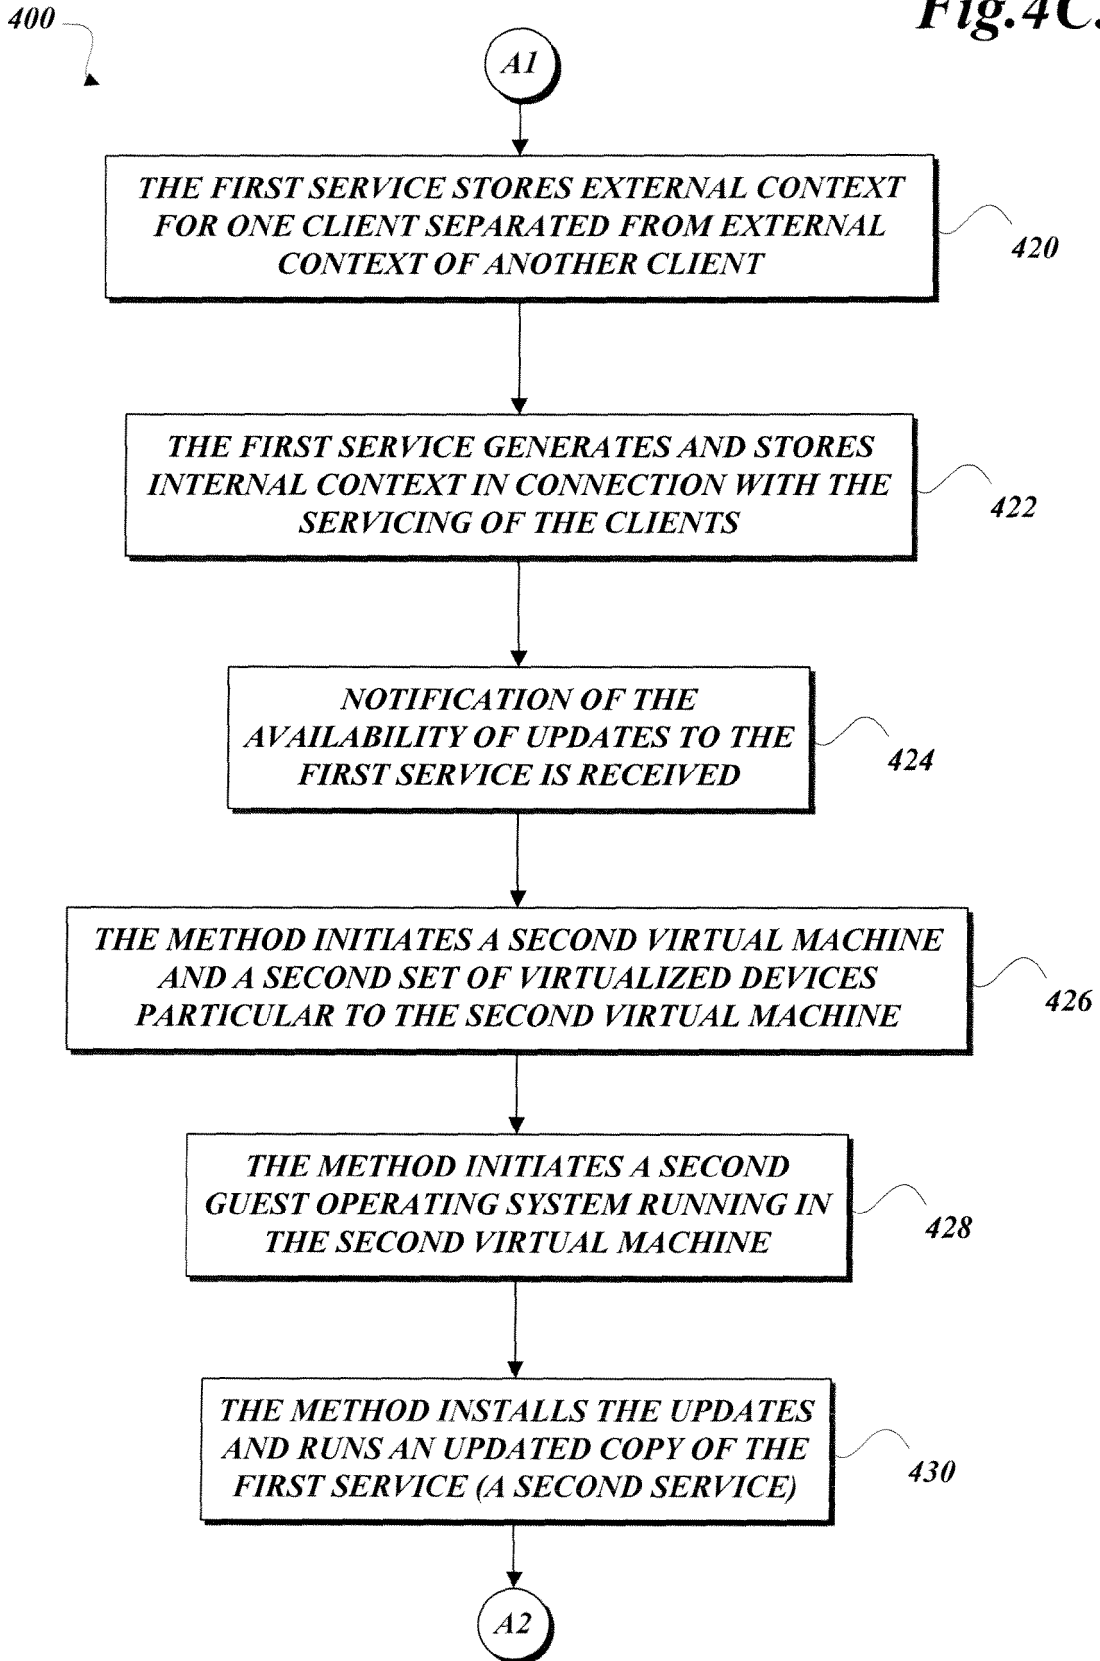 400
Fig.4C.
A1
THE FIRST SERVICE STORES EXTERNAL CONTEXT
FOR ONE CLIENT SEPARATED FROM EXTERNAL
CONTEXT OF ANOTHER CLIENT
420
THE FIRST SERVICE GENERATES AND STORES
INTERNAL CONTEXT IN CONNECTION WITH THE
SERVICING OF THE CLIENTS
422
NOTIFICATION OF THE
AVAILABILITY OF UPDATES TO THE
FIRST SERVICE IS RECEIVED
424
THE METHOD INITIATES A SECOND VIRTUAL MACHINE
AND A SECOND SET OF VIRTUALIZED DEVICES
PARTICULAR TO THE SECOND VIRTUAL MACHINE
426
THE METHOD INITIATES A SECOND
GUEST OPERATING SYSTEM RUNNING IN
THE SECOND VIRTUAL MACHINE
428
THE METHOD INSTALLS THE UPDATES
AND RUNS AN UPDATED COPY OF THE
FIRST SERVICE (A SECOND SERVICE)
430
A2